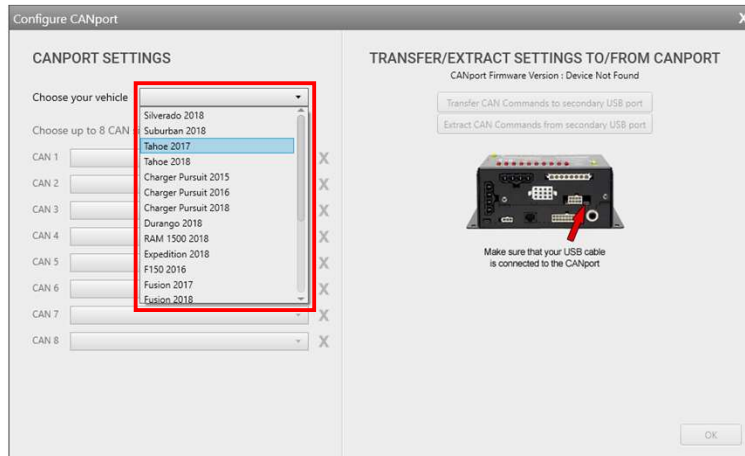 Configure CANport
X
CANPORT SETTINGS
Choose your vehicle
Silverado 2018
Suburban 2018
Tahoe 2017
Tahoe 2018
Charger Pursuit 2015
Charger Pursuit 2016
Charger Pursuit 2018
Durango 2018
RAM 1500 2018
Expedition 2018
F150 2016
Fusion 2017
Fusion 2018
Choose up to 8 CAN
CAN 1
X
CAN 2
X
CAN 3
X
CAN 4
X
CAN 5
X
CAN 6
X
CAN 7
X
CAN 8
X
TRANSFER/EXTRACT SETTINGS TO/FROM CANPORT
CANport Firmware Version : Device Not Found
Transfer CAN Commands to secondary USB port
Extract CAN Commands from secondary USB port
Make sure that your USB cable
is connected to the CANport
OK